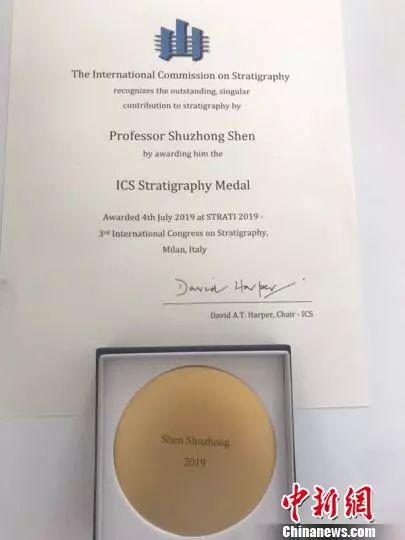 The International Commission on Stratigraphy
recognizes the outstanding, singular
contribution to stratigraphy by
Professor Shuzhong Shen
by awarding him the
ICS Stratigraphy Medal
Awarded 4th July 2019 at STRATI 2019 -
3rd International Congress on Stratigraphy,
Milan, Italy
David Harper
David A.T. Harper, Chair - ICS
Shen Shuzhong
2019
中新网
Chinanews.com